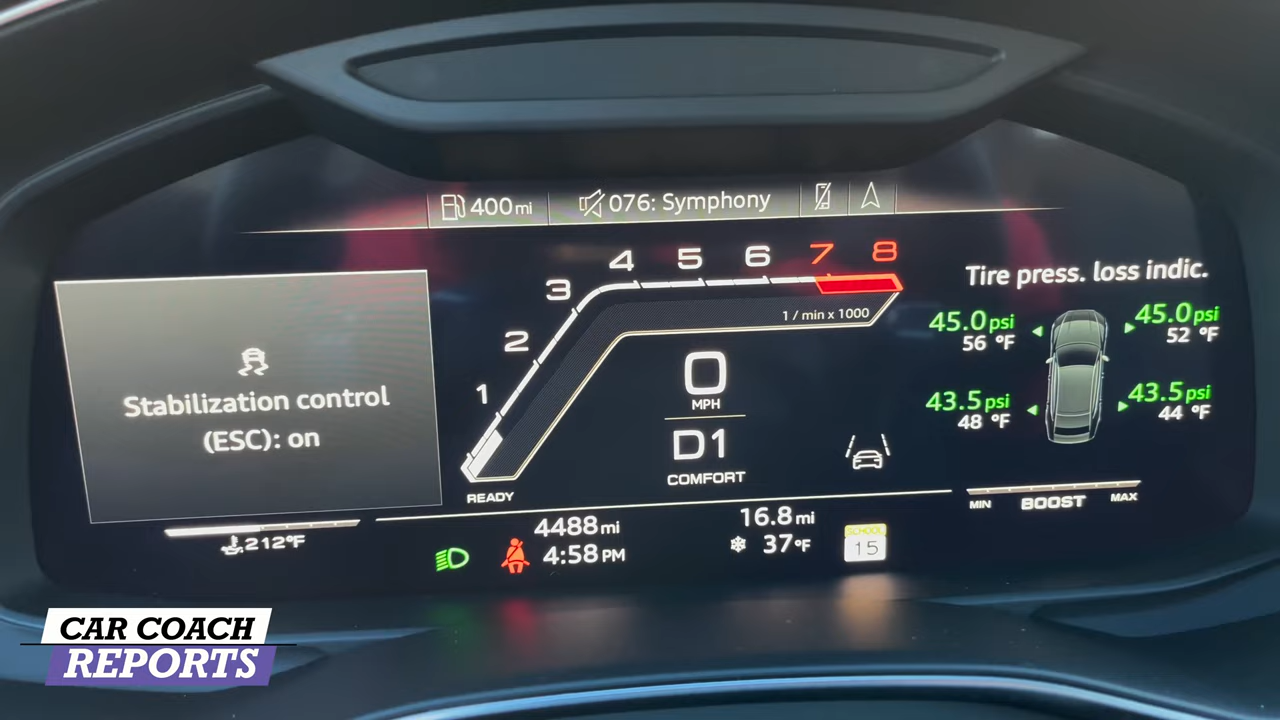 400 mi
076: Symphony
1 2 3 4 5 6 7 8
1 / min x 1000
Stabilization control
(ESC): on
0
MPH
D1
COMFORT
READY
Tire press. loss indic.
45.0 psi
56 °F
45.0 psi
52 °F
43.5 psi
48 °F
43.5 psi
44 °F
MIN BOOST MAX
212°F
4488 mi
4:58 PM
16.8 mi
37°F
SCHOOL
15
CAR COACH
REPORTS